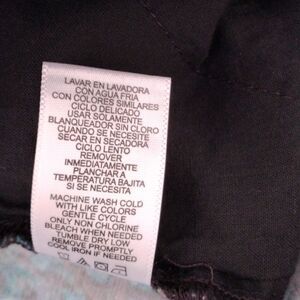 LAVAR EN LAVADORA
CON AGUA FRIA
CON COLORES SIMILARES
CICLO DELICADO
USAR SOLAMENTE
BLANQUEADOR SIN CLORO
CUANDO SE NECESITE
SECAR EN SECADORA
CICLO LENTO
REMOVER
INMEDIATAMENTE
PLANCHAR A
TEMPERATURA BAJITA
SI SE NECESITA
MACHINE WASH COLD
WITH LIKE COLORS
GENTLE CYCLE
ONLY NON CHLORINE
BLEACH WHEN NEEDED
TUMBLE DRY LOW
REMOVE PROMPTLY
COOL IRON IF NEEDED